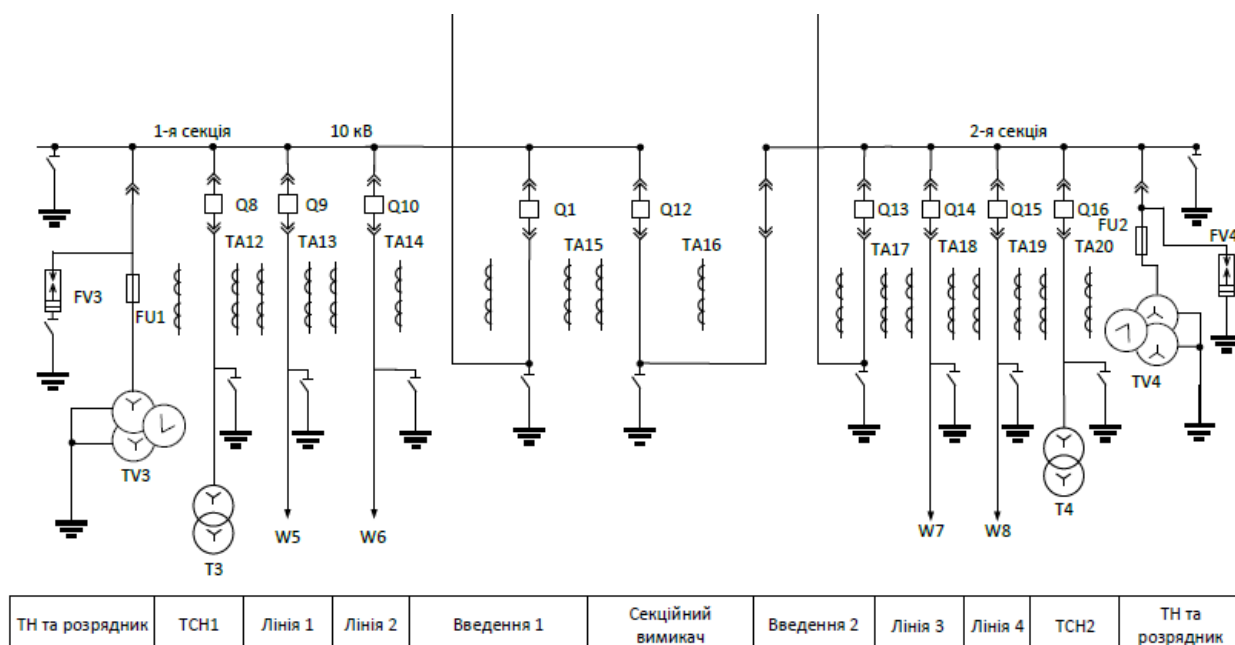 1-я секція
10 кВ
2-я секція
Q8
Q9
Q10
Q1
Q12
Q13
Q14
Q15
Q16
TA12
TA13
TA14
TA15
TA16
TA17
TA18
TA19
TA20
FU2
FV4
FV3
FU1
TV3
TV4
T3
W5
W6
W7
W8
T4
ТН та розрядник
ТСН1
Лінія 1
Лінія 2
Введення 1
Секційний
вимикач
Введення 2
Лінія 3
Лінія 4
ТСН2
ТН та
розрядник